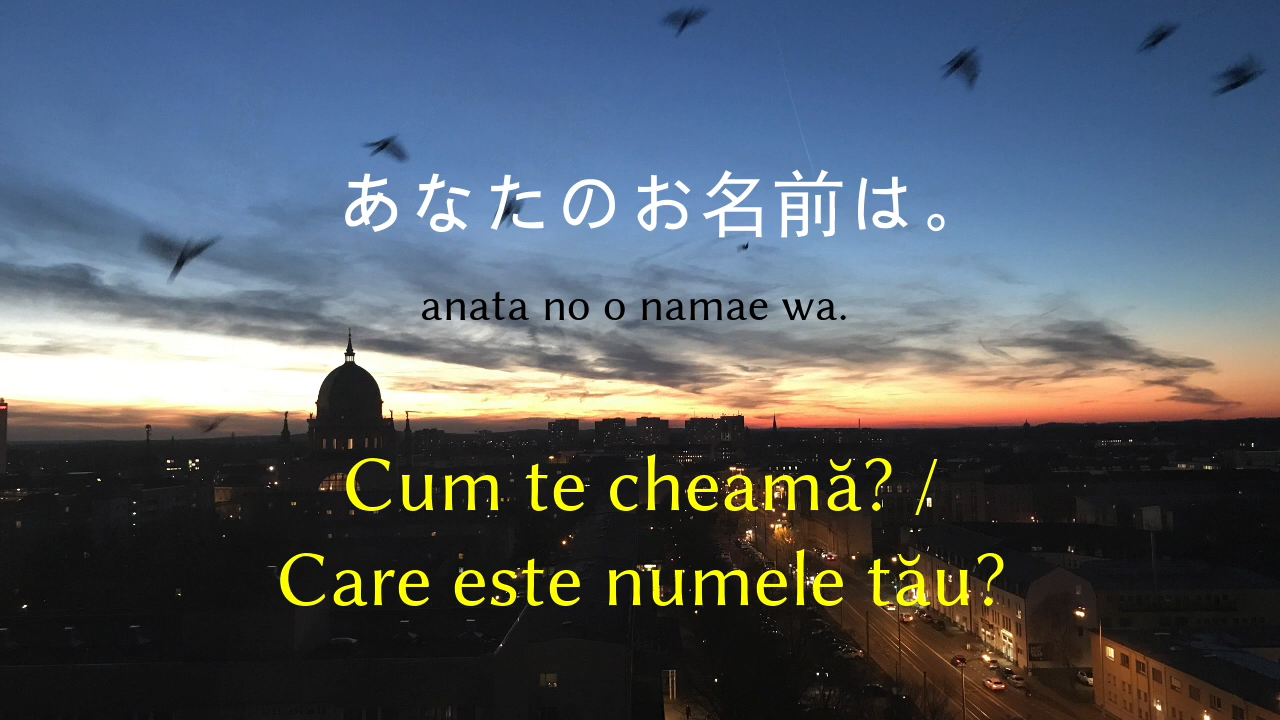 あなたのお名前は。
anata no o namae wa.
Cum te cheamă? /
Care este numele tău?